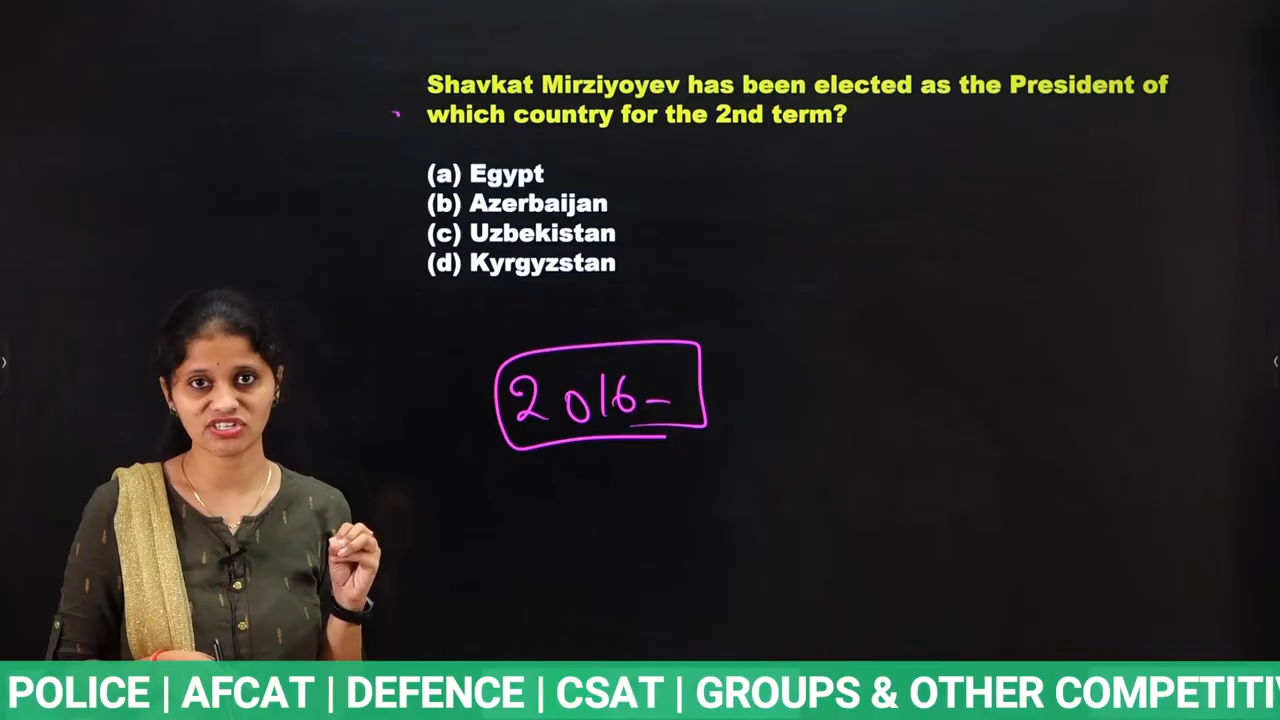 Shavkat Mirziyoyev has been elected as the President of
which country for the 2nd term?
(a) Egypt
(b) Azerbaijan
(c) Uzbekistan
(d) Kyrgyzstan
2016-
POLICE | AFCAT | DEFENCE | CSAT | GROUPS & OTHER COMPETITIV